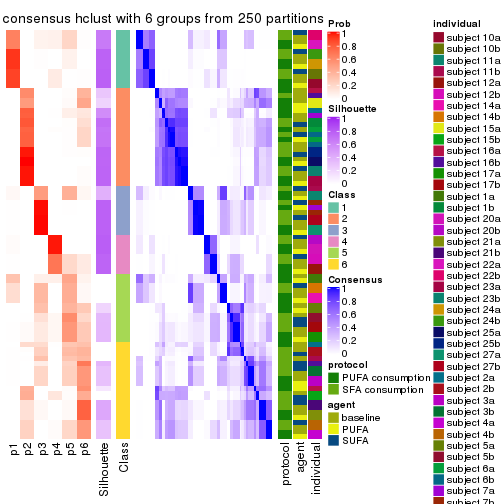 consensus hclust with 6 groups from 250 partitions
p1
p2
p3
p4
p5
p6
Silhouette
Class
protocol
agent
individual
Prob
1
0.8
0.6
0.4
0.2
0
Silhouette
1
0.8
0.6
0.4
0.2
0
Class
1
2
3
4
5
6
Consensus
1
0.8
0.6
0.4
0.2
0
protocol
PUFA consumption
SFA consumption
agent
baseline
PUFA
SUFA
individual
subject 10a
subject 10b
subject 11a
subject 11b
subject 12a
subject 12b
subject 14a
subject 14b
subject 15a
subject 15b
subject 16a
subject 16b
subject 17a
subject 17b
subject 1a
subject 1b
subject 20a
subject 20b
subject 21a
subject 21b
subject 22a
subject 22b
subject 23a
subject 23b
subject 24a
subject 24b
subject 25a
subject 25b
subject 27a
subject 27b
subject 2a
subject 2b
subject 3a
subject 3b
subject 4a
subject 4b
subject 5a
subject 5b
subject 6a
subject 6b
subject 7a
subject 7b